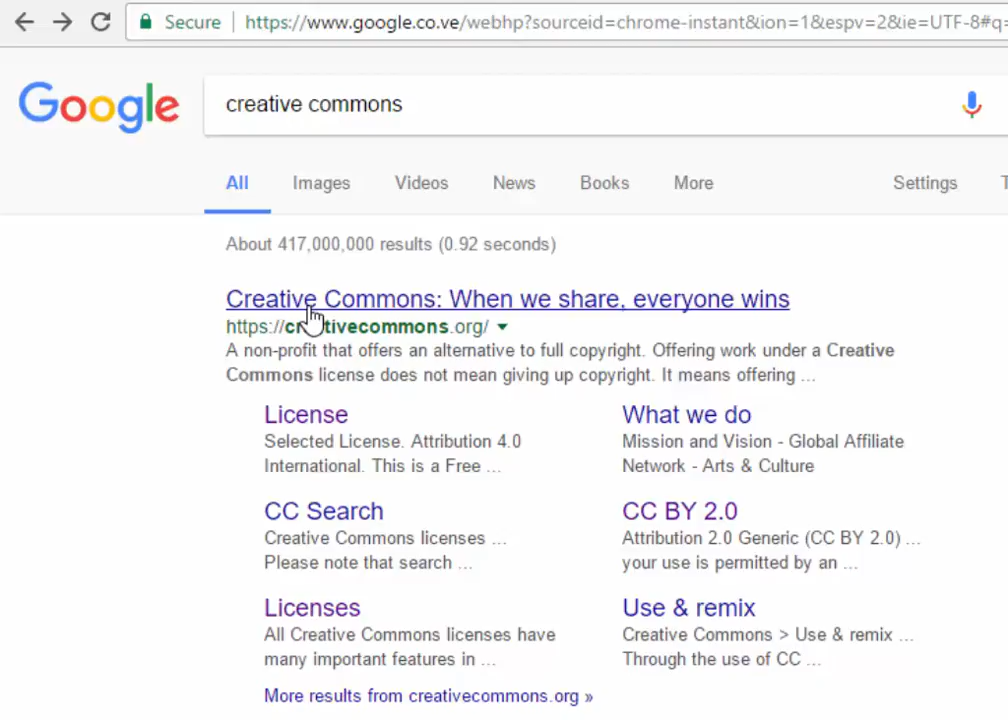 Secure https://www.google.co.ve/webhp?sourceid=chrome-instant&ion=1&espv=2&ie=UTF-8#q=
Google creative commons
All Images Videos News Books More Settings
About 417,000,000 results (0.92 seconds)
Creative Commons: When we share, everyone wins
https://creativecommons.org/
A non-profit that offers an alternative to full copyright. Offering work under a Creative
Commons license does not mean giving up copyright. It means offering ...
License
Selected License. Attribution 4.0
International. This is a Free ...
What we do
Mission and Vision - Global Affiliate
Network - Arts & Culture
CC Search
Creative Commons licenses ...
Please note that search ...
CC BY 2.0
Attribution 2.0 Generic (CC BY 2.0) ...
your use is permitted by an ...
Licenses
All Creative Commons licenses have
many important features in ...
Use & remix
Creative Commons > Use & remix ...
Through the use of CC ...
More results from creativecommons.org »